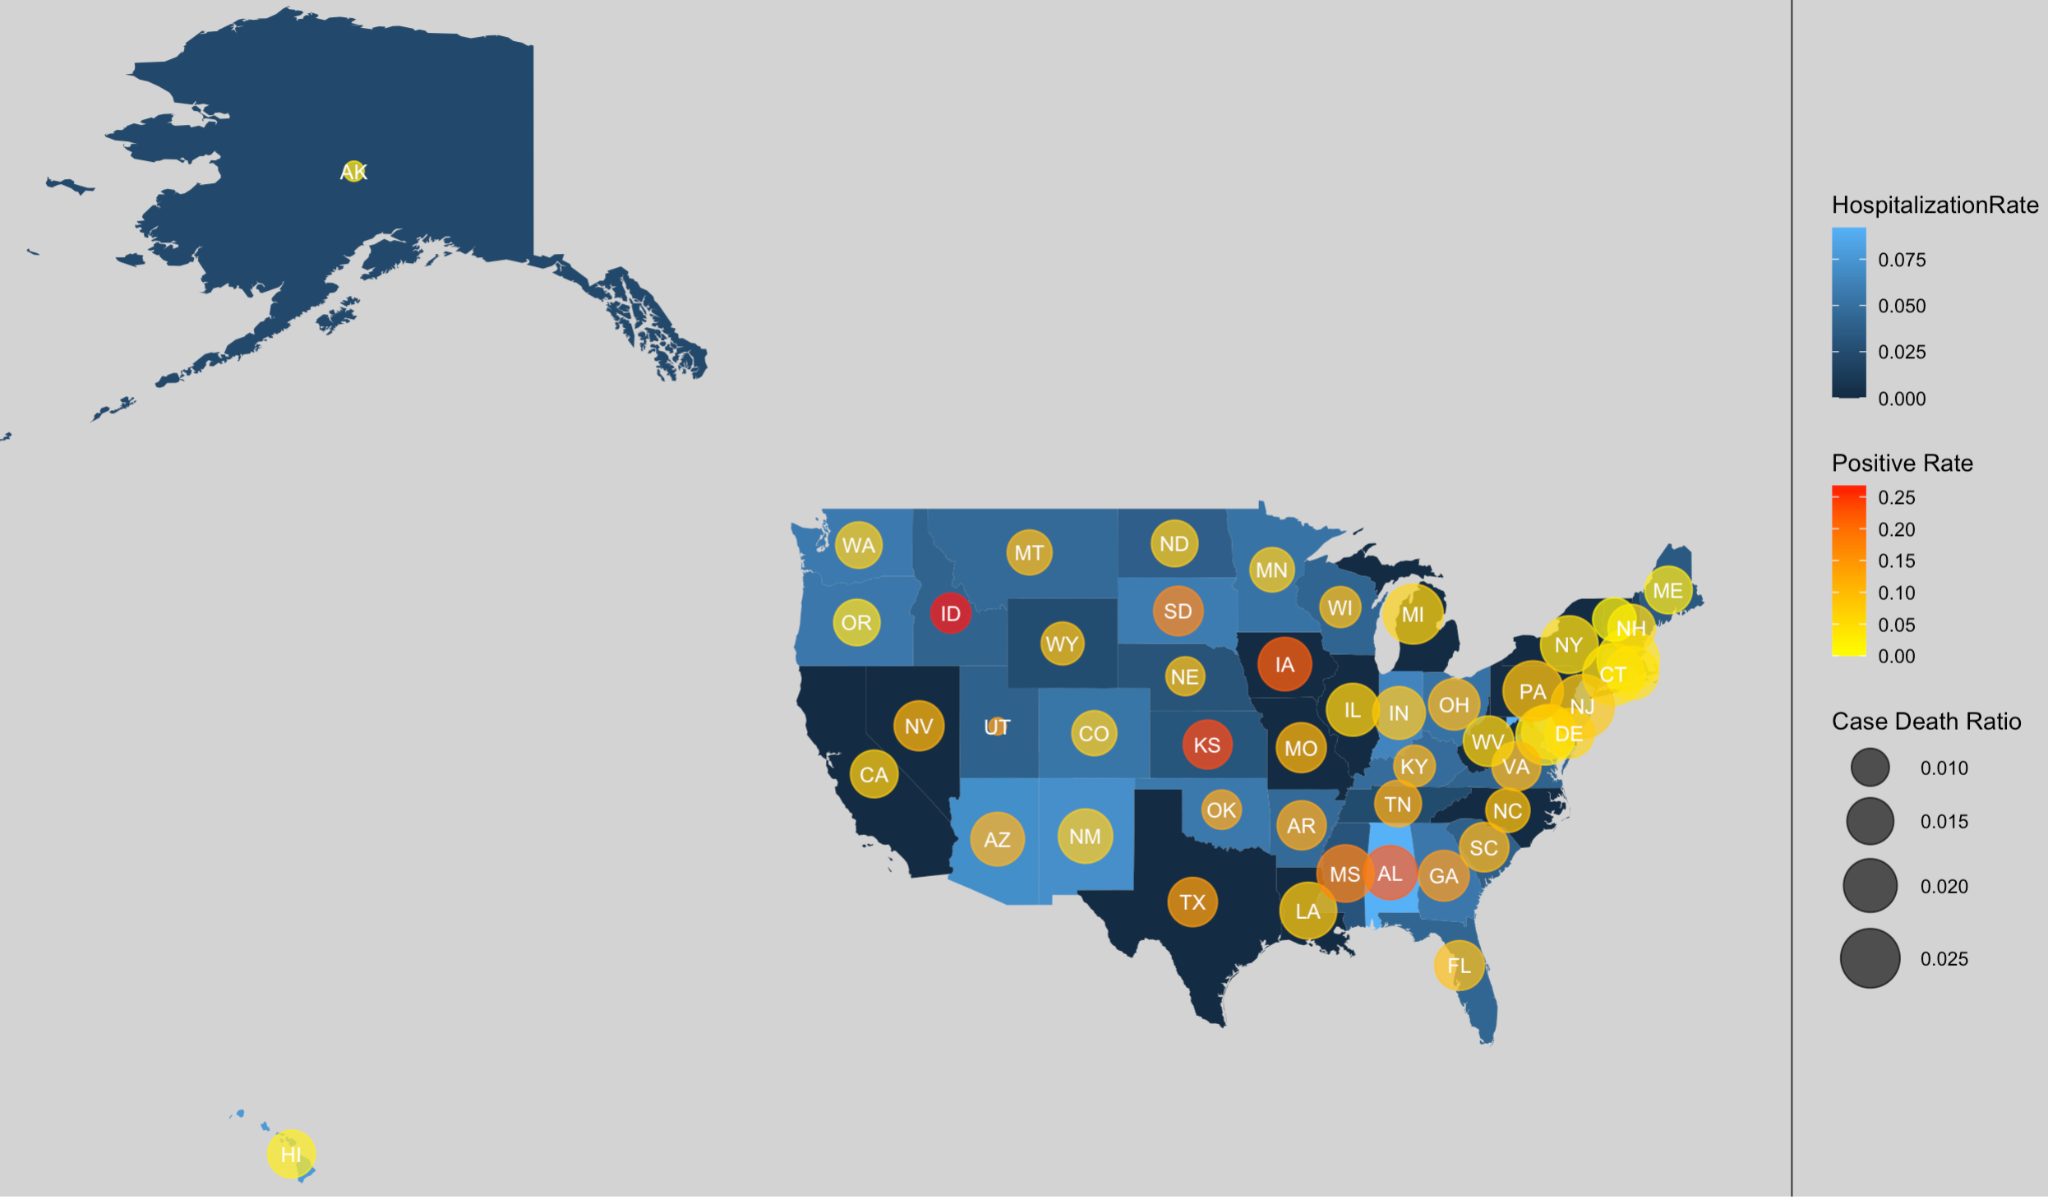 AK
HospitalizationRate
0.075
0.050
0.025
0.000
Positive Rate
0.25
0.20
0.15
0.10
0.05
0.00
Case Death Ratio
0.010
0.015
0.020
0.025
WA
MT
ND
MN
ME
OR
ID
SD
WI
MI
NH
WY
NE
IA
NY
CT
NV
UT
CO
KS
MO
IL
IN
OH
PA
NJ
CA
KY
WV
VA
DE
AZ
NM
OK
AR
TN
NC
SC
TX
LA
MS
AL
GA
FL
HI